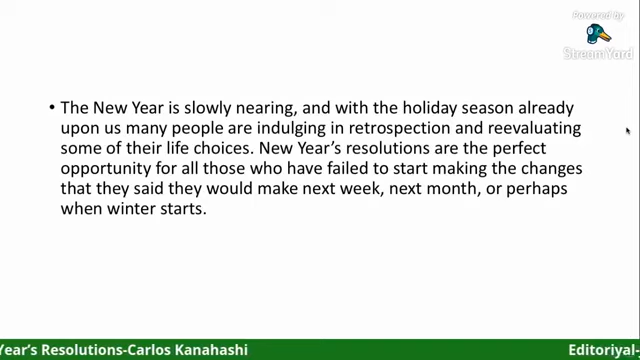 Powered by
StreamYard
• The New Year is slowly nearing, and with the holiday season already
upon us many people are indulging in retrospection and reevaluating
some of their life choices. New Year’s resolutions are the perfect
opportunity for all those who have failed to start making the changes
that they said they would make next week, next month, or perhaps
when winter starts.
Year’s Resolutions-Carlos Kanahashi
Editoriyal-